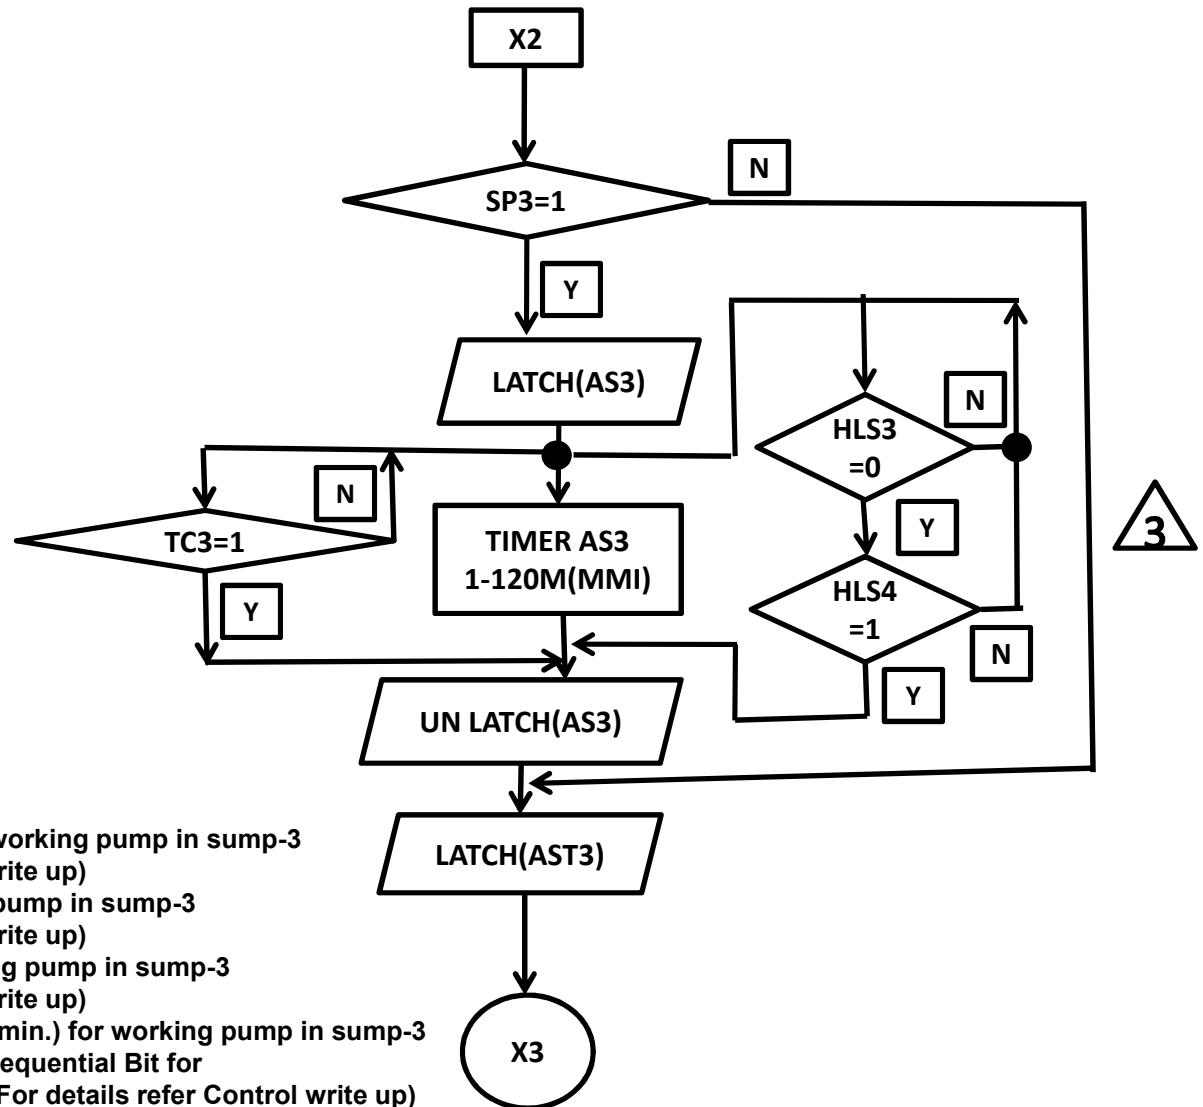 X2
N
SP3=1
Y
LATCH(AS3)
N
HLS3
=0
N
TC3=1
TIMER AS3
1-120M(MMI)
Y
3
Y
HLS4
=1
N
Y
UN LATCH(AS3)
LATCH(AST3)
working pump in sump-3
rite up)
pump in sump-3
rite up)
g pump in sump-3
rite up)
min.) for working pump in sump-3
equential Bit for
For details refer Control write up)
X3